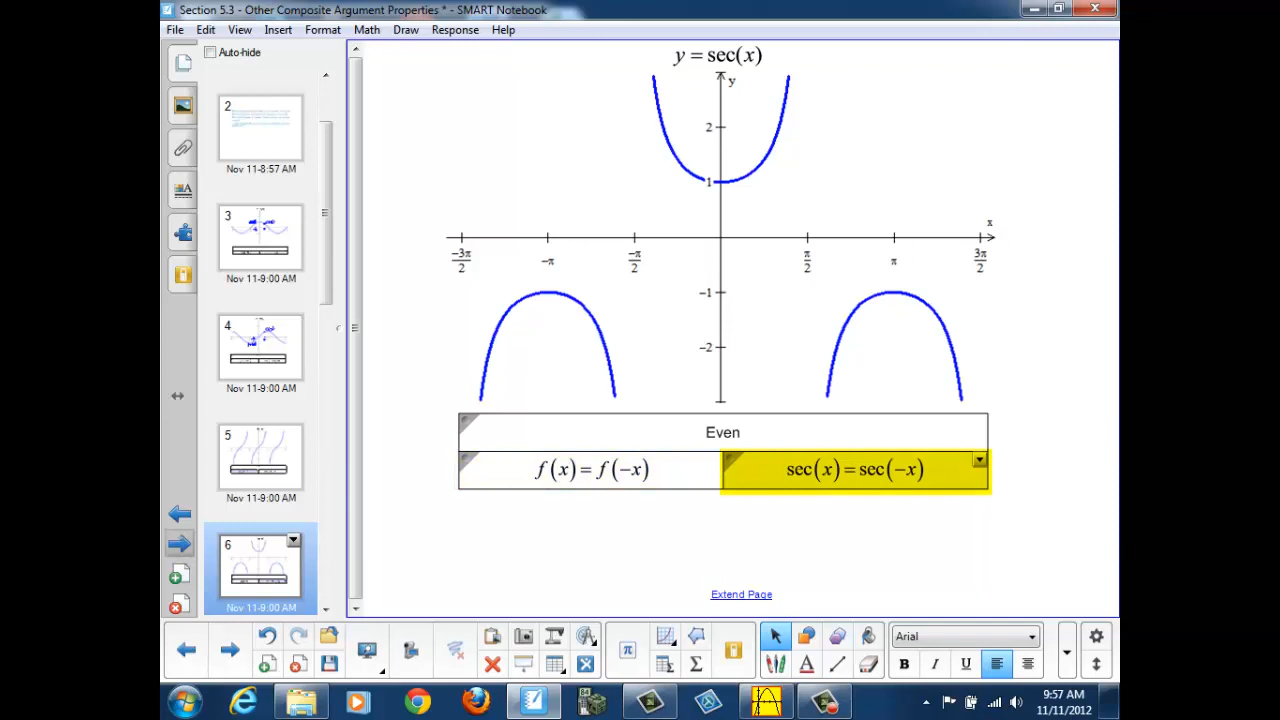 Section 5.3 - Other Composite Argument Properties * - SMART Notebook
File Edit View Insert Format Math Draw Response Help
Auto-hide
2
Nov 11-8:57 AM
3
Nov 11-9:00 AM
4
Nov 11-9:00 AM
5
Nov 11-9:00 AM
6
Nov 11-9:00 AM
y = sec(x)
y
2
1
x
-3π/2 -π -π/2 π/2 π 3π/2
-1
-2
Even
f(x) = f(-x) sec(x) = sec(-x)
Extend Page
Arial
B I U
9:57 AM
11/11/2012